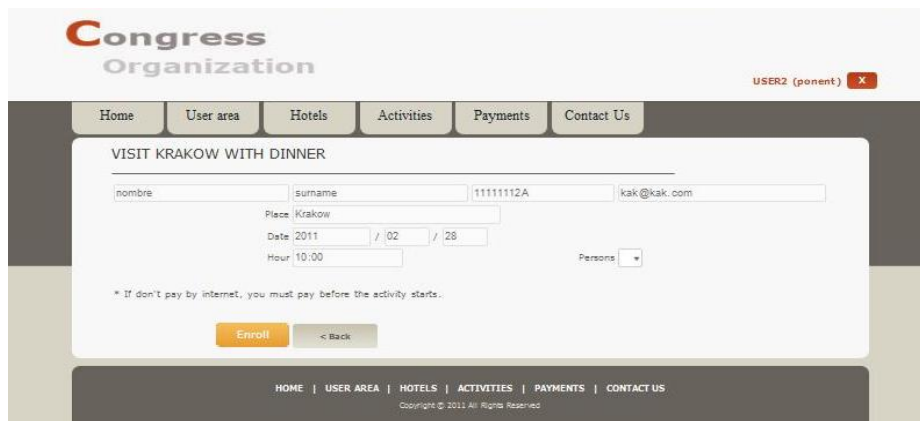 Congress
Organization
USER2 (ponent) X
Home User area Hotels Activities Payments Contact Us
VISIT KRAKOW WITH DINNER
nombre surname 11111112A kak@kak.com
Place Krakow
Date 2011 / 02 / 28
Hour 10:00 Persons
* If don't pay by internet, you must pay before the activity starts.
Enroll < Back
HOME | USER AREA | HOTELS | ACTIVITIES | PAYMENTS | CONTACT US
Copyright © 2011 All Rights Reserved